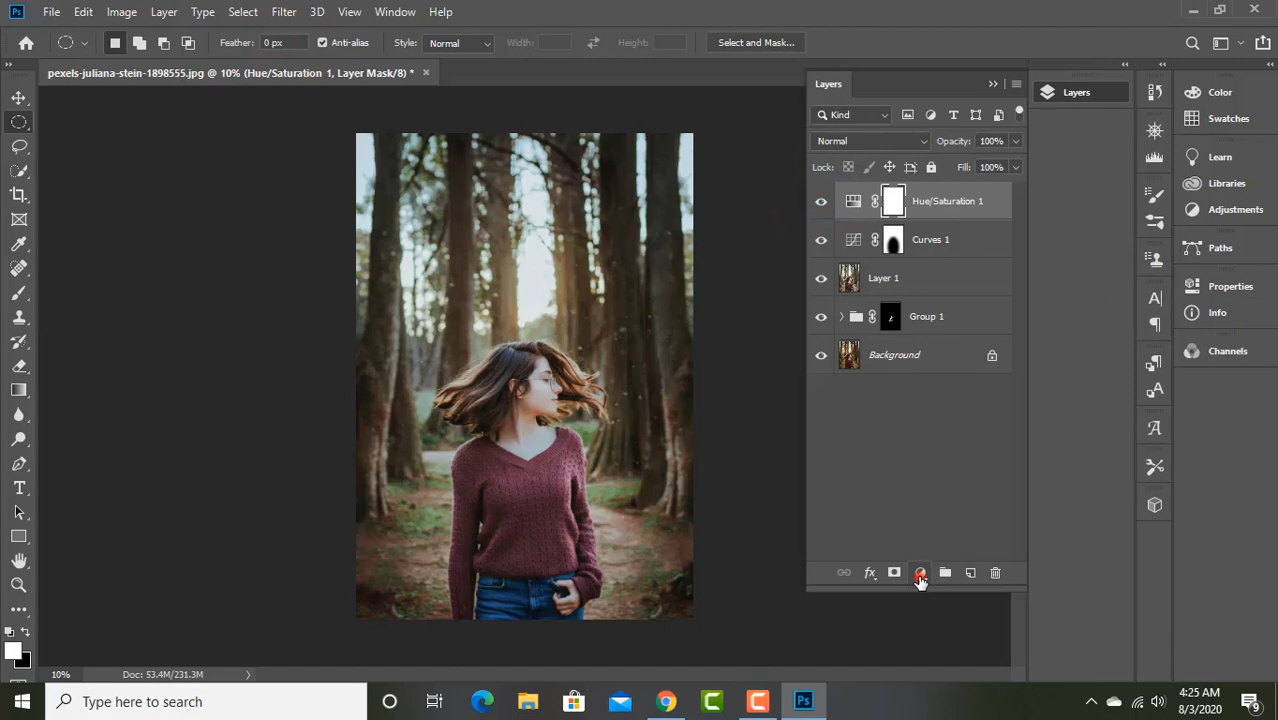 Ps File Edit Image Layer Type Select Filter 3D View Window Help
Feather: 0 px Anti-alias Style: Normal Width: Height: Select and Mask...
pexels-juliana-stein-1898555.jpg @ 10% (Hue/Saturation 1, Layer Mask/8) * ×
Layers
Kind
Normal Opacity: 100%
Lock: Fill: 100%
Hue/Saturation 1
Curves 1
Layer 1
Group 1
Background
fx
Layers
Color
Swatches
Learn
Libraries
Adjustments
Paths
Properties
Info
Channels
10% Doc: 53.4M/231.3M
Type here to search
Ps
4:25 AM
8/3/2020
9